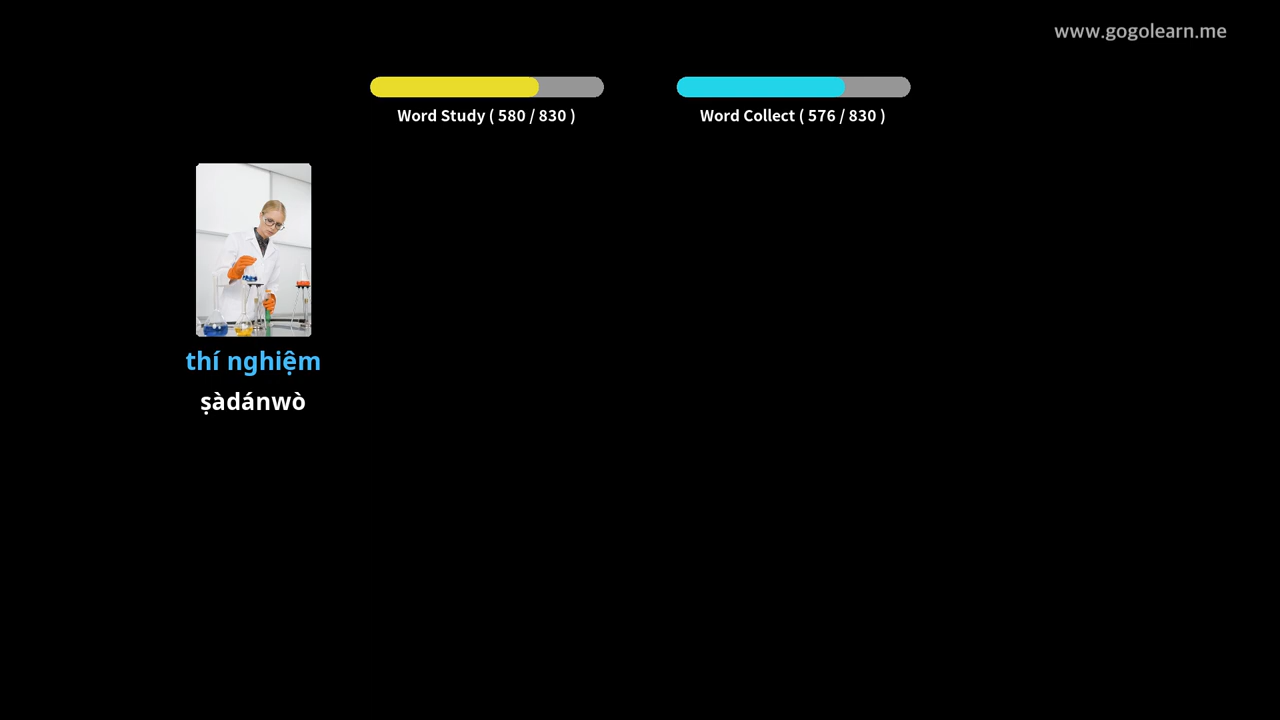 www.gogolearn.me
Word Study ( 580 / 830 )
Word Collect ( 576 / 830 )
thí nghiệm
ṣàdánwò